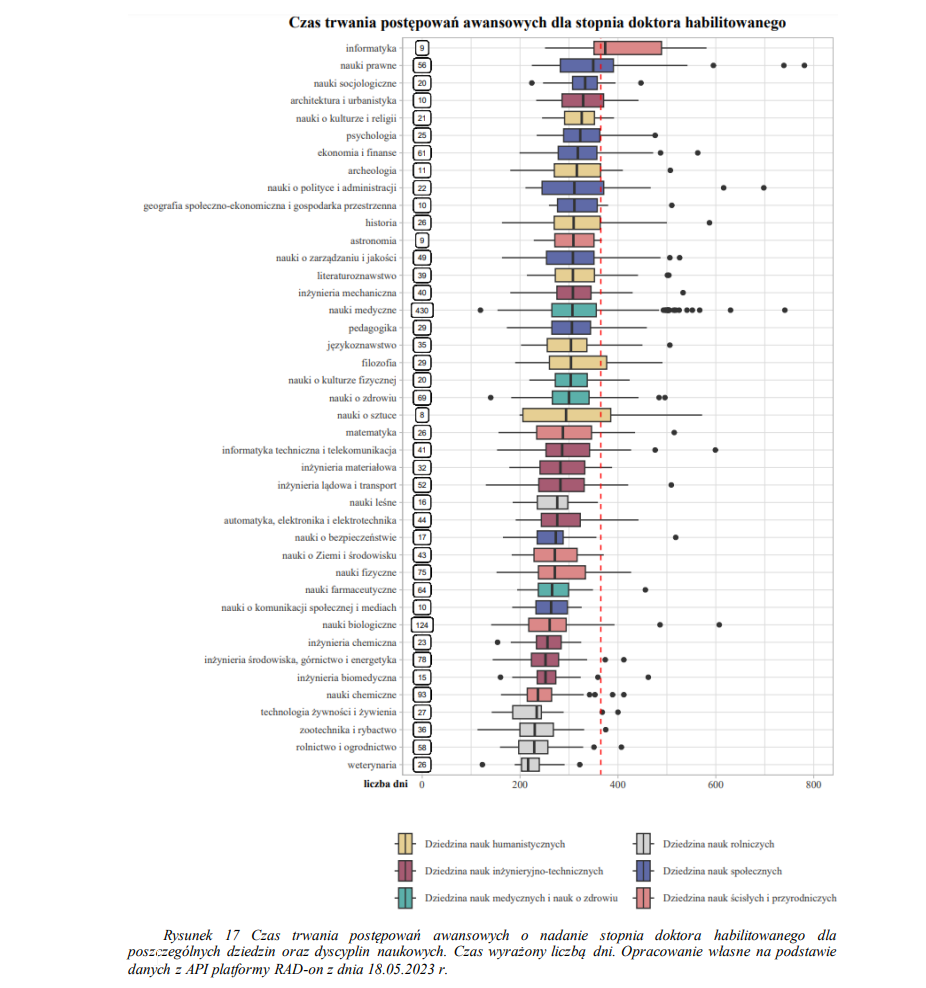 Czas trwania postępowań awansowych dla stopnia doktora habilitowanego
informatyka 9
nauki prawne 56
nauki socjologiczne 20
architektura i urbanistyka 10
nauki o kulturze i religii 21
psychologia 25
ekonomia i finanse 61
archeologia 11
nauki o polityce i administracji 22
geografia społeczno-ekonomiczna i gospodarka przestrzenna 10
historia 26
astronomia 9
nauki o zarządzaniu i jakości 49
literaturoznawstwo 39
inżynieria mechaniczna 40
nauki medyczne 430
pedagogika 29
językoznawstwo 35
filozofia 29
nauki o kulturze fizycznej 20
nauki o zdrowiu 69
nauki o sztuce 8
matematyka 26
informatyka techniczna i telekomunikacja 41
inżynieria materiałowa 32
inżynieria lądowa i transport 52
nauki leśne 16
automatyka, elektronika i elektrotechnika 44
nauki o bezpieczeństwie 17
nauki o Ziemi i środowisku 43
nauki fizyczne 75
nauki farmaceutyczne 64
nauki o komunikacji społecznej i mediach 10
nauki biologiczne 124
inżynieria chemiczna 23
inżynieria środowiska, górnictwo i energetyka 78
inżynieria biomedyczna 15
nauki chemiczne 93
technologia żywności i żywienia 27
zootechnika i rybactwo 36
rolnictwo i ogrodnictwo 58
weterynaria 26
liczba dni 0 200 400 600 800
Dziedzina nauk humanistycznych Dziedzina nauk rolniczych
Dziedzina nauk inżynieryjno-technicznych Dziedzina nauk społecznych
Dziedzina nauk medycznych i nauk o zdrowiu Dziedzina nauk ścisłych i przyrodniczych
Rysunek 17 Czas trwania postępowań awansowych o nadanie stopnia doktora habilitowanego dla
poszczególnych dziedzin oraz dyscyplin naukowych. Czas wyrażony liczbą dni. Opracowanie własne na podstawie
danych z API platformy RAD-on z dnia 18.05.2023 r.